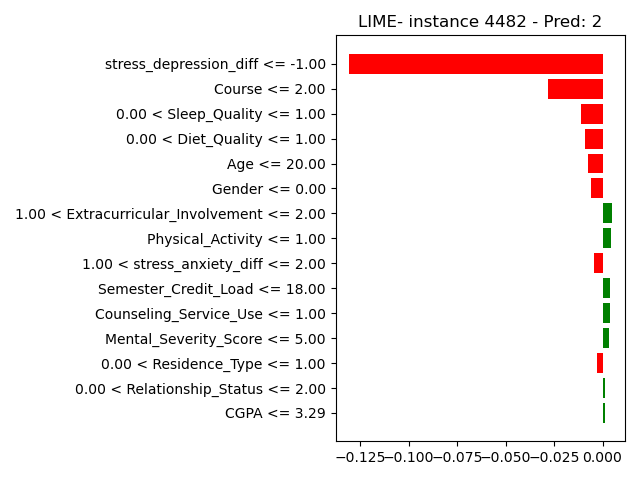 LIME- instance 4482 - Pred: 2
stress_depression_diff <= -1.00
Course <= 2.00
0.00 < Sleep_Quality <= 1.00
0.00 < Diet_Quality <= 1.00
Age <= 20.00
Gender <= 0.00
1.00 < Extracurricular_Involvement <= 2.00
Physical_Activity <= 1.00
1.00 < stress_anxiety_diff <= 2.00
Semester_Credit_Load <= 18.00
Counseling_Service_Use <= 1.00
Mental_Severity_Score <= 5.00
0.00 < Residence_Type <= 1.00
0.00 < Relationship_Status <= 2.00
CGPA <= 3.29
−0.125 −0.100 −0.075 −0.050 −0.025 0.000